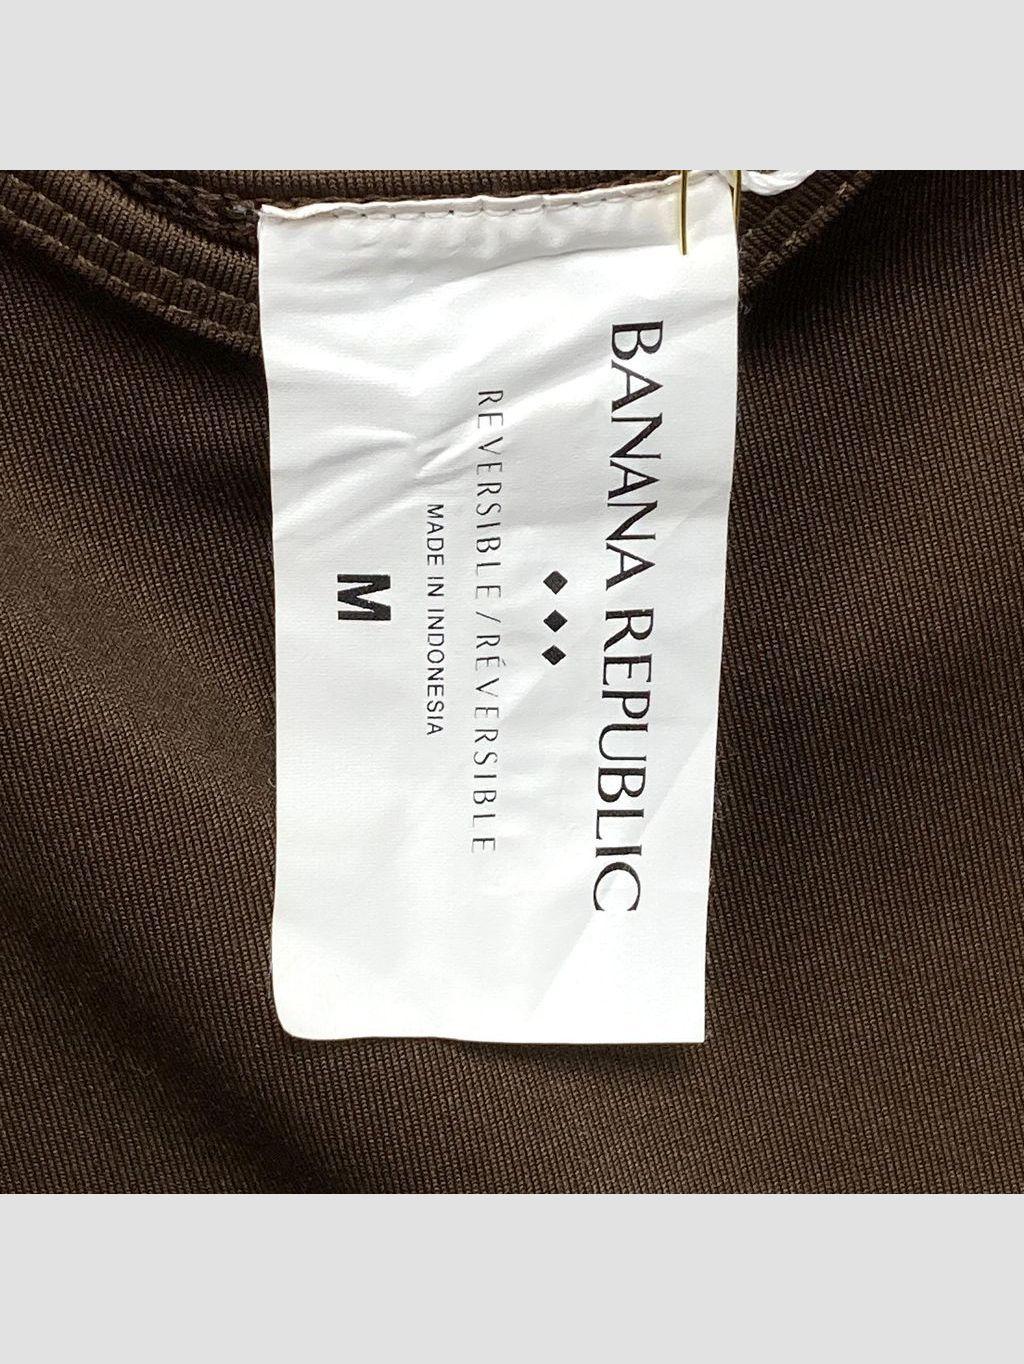 BANANA REPUBLIC
REVERSIBLE/RÉVERSIBLE
MADE IN INDONESIA
M